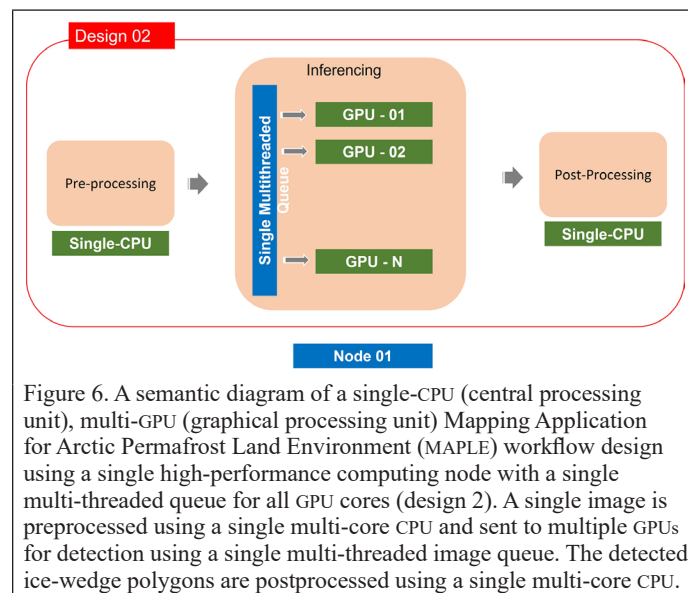 Design 02
Inferencing
Single Multithreaded
Queue
GPU - 01
GPU - 02
GPU - N
Pre-processing
Single-CPU
Post-Processing
Single-CPU
Node 01
Figure 6. A semantic diagram of a single-CPU (central processing
unit), multi-GPU (graphical processing unit) Mapping Application
for Arctic Permafrost Land Environment (MAPLE) workflow design
using a single high-performance computing node with a single
multi-threaded queue for all GPU cores (design 2). A single image is
preprocessed using a single multi-core CPU and sent to multiple GPUs
for detection using a single multi-threaded image queue. The detected
ice-wedge polygons are postprocessed using a single multi-core CPU.